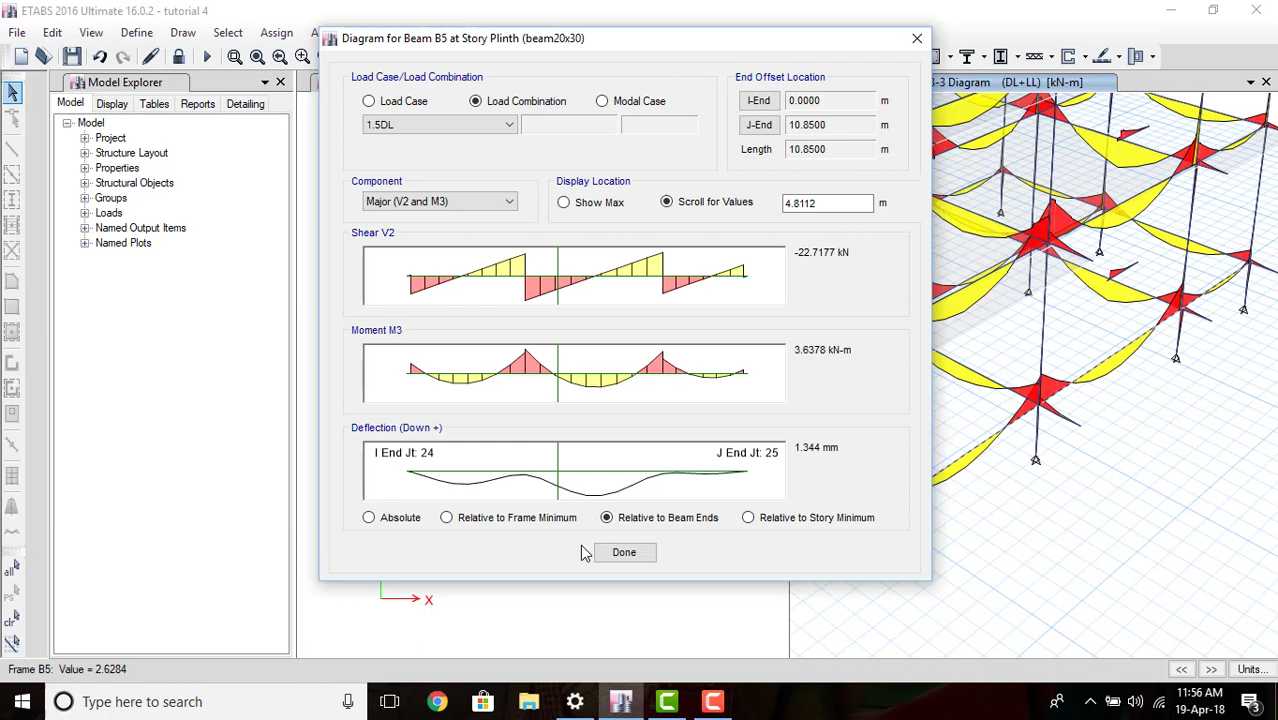 ETABS 2016 Ultimate 16.0.2 - tutorial 4
File Edit View Define Draw Select Assign
Model Explorer
Model Display Tables Reports Detailing
Model
Project
Structure Layout
Properties
Structural Objects
Groups
Loads
Named Output Items
Named Plots
3-3 Diagram (DL+LL) [kN-m]
Diagram for Beam B5 at Story Plinth (beam20x30)
Load Case/Load Combination
Load Case Load Combination Modal Case
1.5DL
End Offset Location
I-End 0.0000 m
J-End 10.8500 m
Length 10.8500 m
Component
Major (V2 and M3)
Display Location
Show Max Scroll for Values 4.8112 m
Shear V2
-22.7177 kN
Moment M3
3.6378 kN-m
Deflection (Down +)
I End Jt: 24 J End Jt: 25
1.344 mm
Absolute Relative to Frame Minimum Relative to Beam Ends Relative to Story Minimum
Done
X
all
PS
clr
Frame B5: Value = 2.6284
<< >> Units...
Type here to search
11:56 AM
19-Apr-18
3